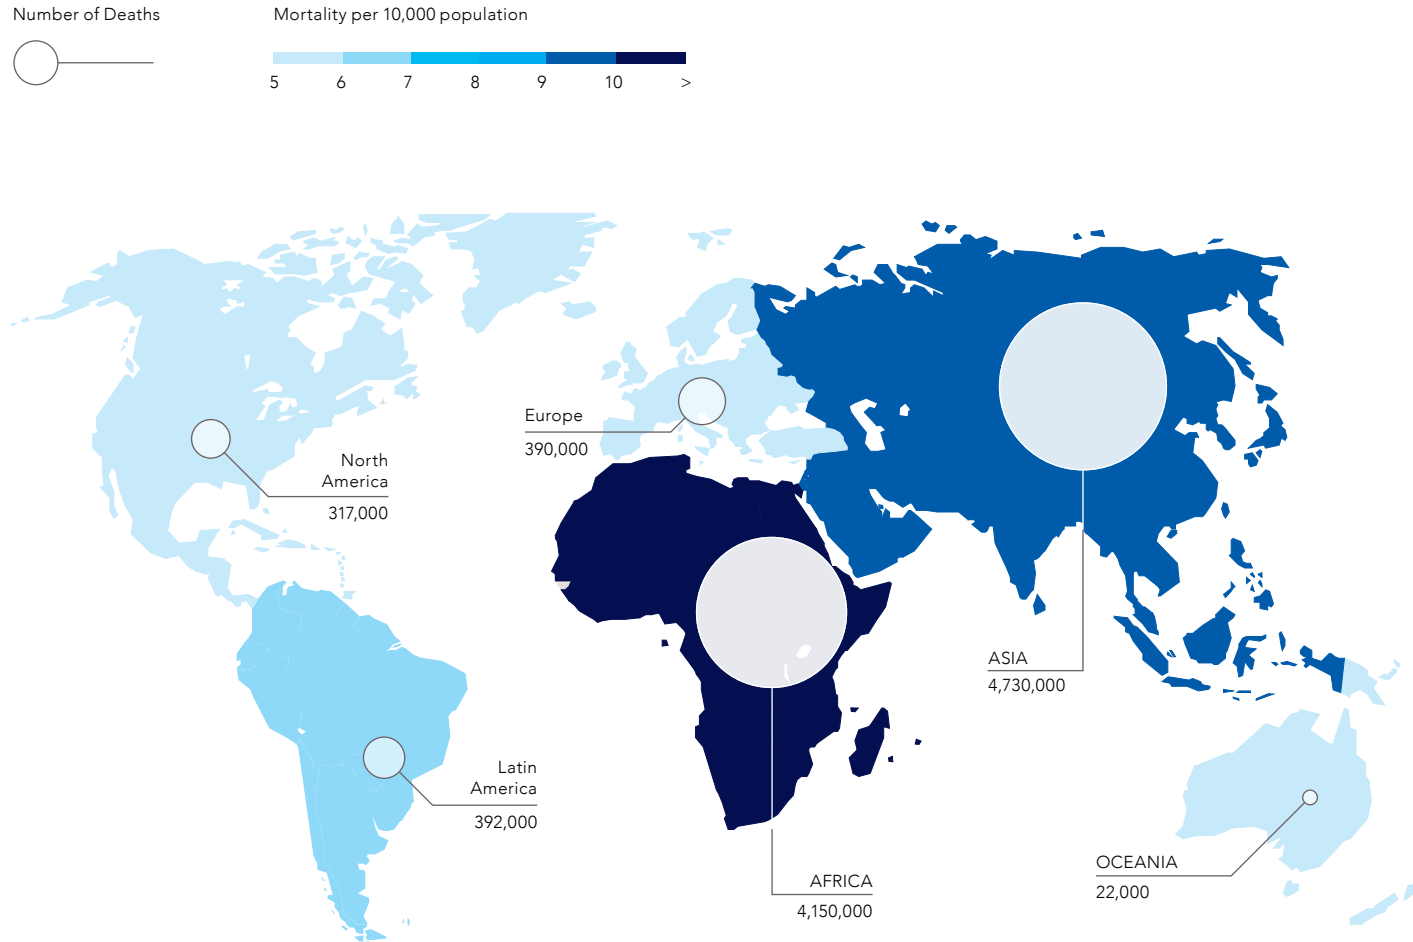 Number of Deaths
Mortality per 10,000 population
5 6 7 8 9 10 >
Europe
390,000
North
America
317,000
ASIA
4,730,000
Latin
America
392,000
OCEANIA
22,000
AFRICA
4,150,000